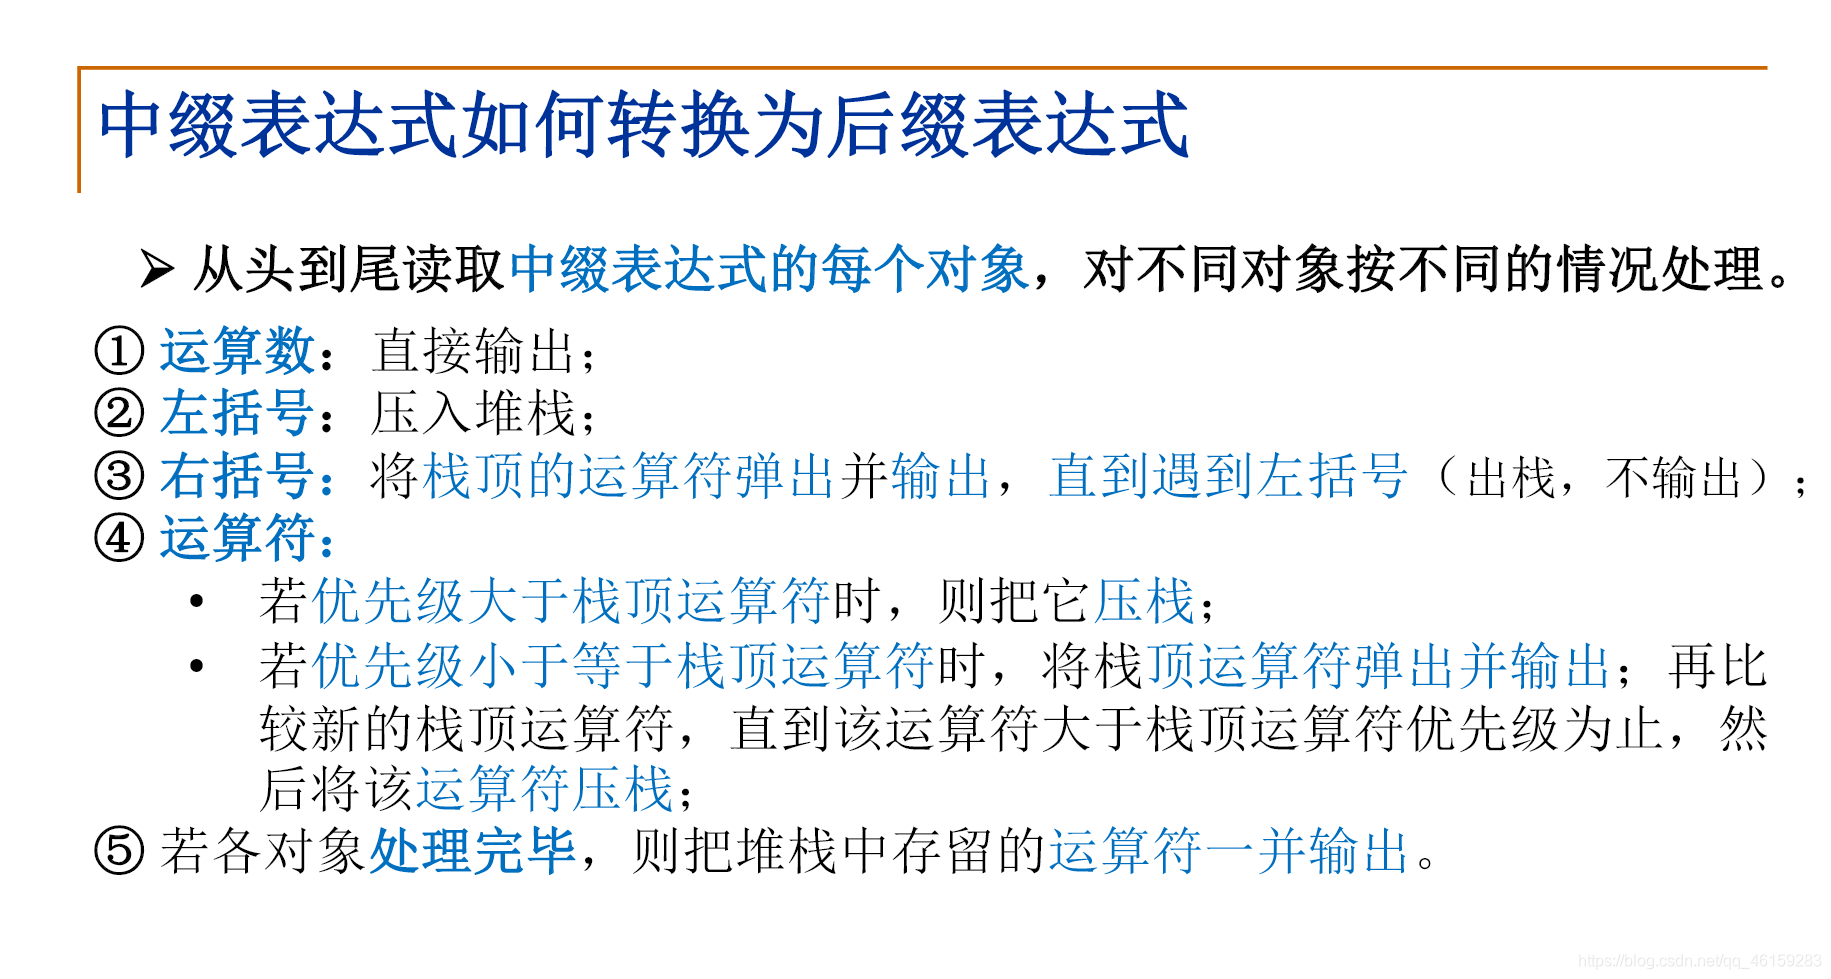 中缀表达式如何转换为后缀表达式
➢ 从头到尾读取中缀表达式的每个对象，对不同对象按不同的情况处理。
① 运算数：直接输出；
② 左括号：压入堆栈；
③ 右括号：将栈顶的运算符弹出并输出，直到遇到左括号（出栈，不输出）；
④ 运算符：
• 若优先级大于栈顶运算符时，则把它压栈；
• 若优先级小于等于栈顶运算符时，将栈顶运算符弹出并输出；再比
较新的栈顶运算符，直到该运算符大于栈顶运算符优先级为止，然
后将该运算符压栈；
⑤ 若各对象处理完毕，则把堆栈中存留的运算符一并输出。
https://blog.csdn.net/qq_46159283